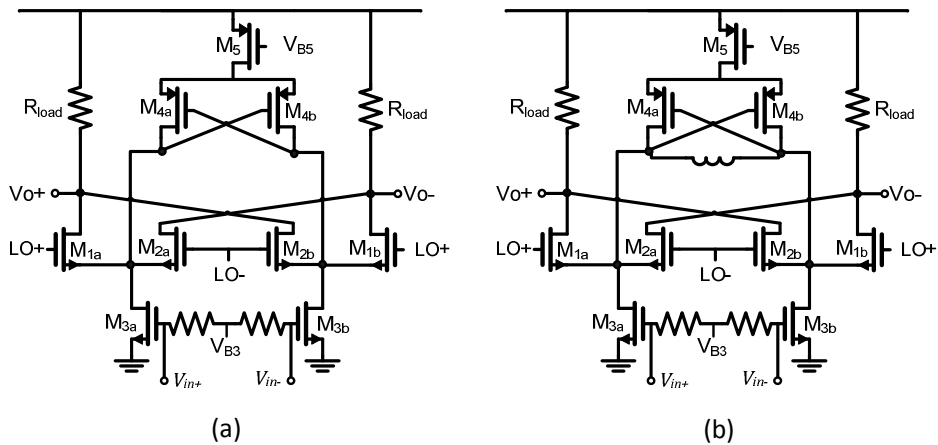 M5 VB5
Rload M4a M4b Rload
Vo+ Vo-
LO+ M1a M2a M2b M1b LO+
LO-
M3a M3b
VB3
Vin+ Vin-
(a)
M5 VB5
Rload M4a M4b Rload
Vo+ Vo-
LO+ M1a M2a M2b M1b LO+
LO-
M3a M3b
VB3
Vin+ Vin-
(b)